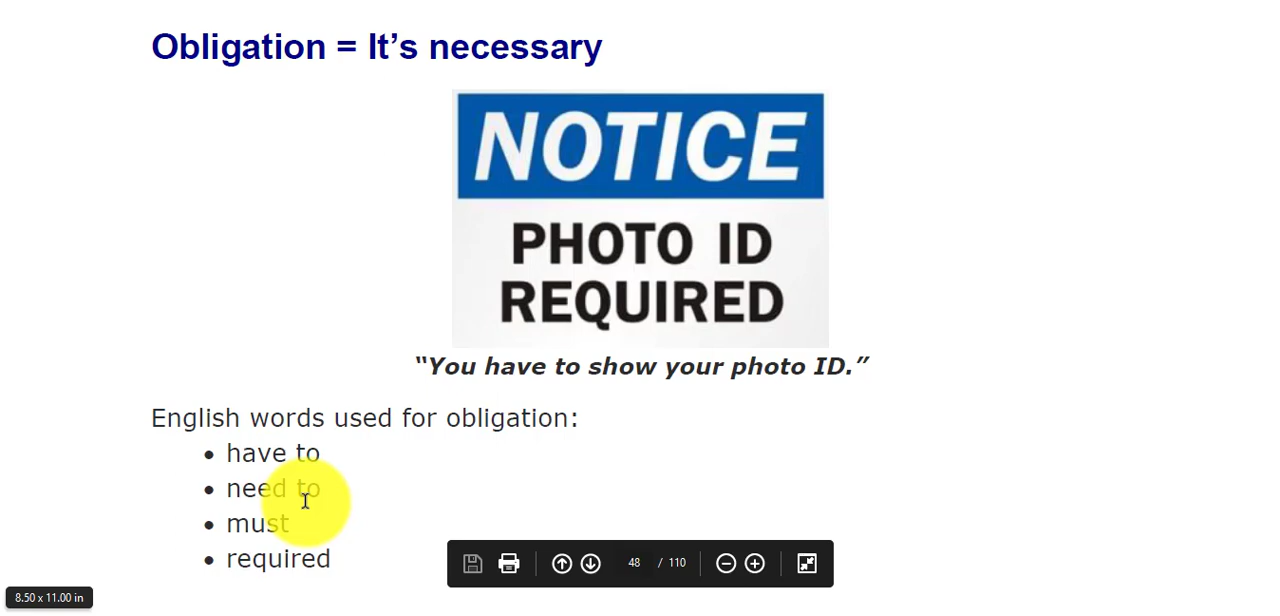 Obligation = It’s necessary
NOTICE
PHOTO ID
REQUIRED
“You have to show your photo ID.”
English words used for obligation:
• have to
• need to
• must
• required
48 / 110
8.50 x 11.00 in